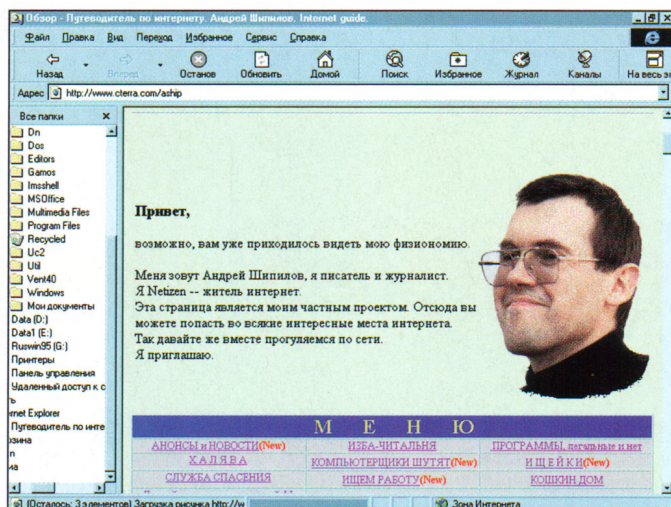 Обзор - Путеводитель по интернету. Андрей Шипилов. Internet guide.
Файл Правка Вид Переход Избранное Сервис Справка
Назад Вперед Останов Обновить Домой Поиск Избранное Журнал Каналы На весь эк
Адрес http://www.cterra.com/aship
Все папки
Dn
Dos
Editors
Gamos
Imsshell
MSOffice
Multimedia Files
Program Files
Recycled
Uc2
Util
Vent40
Windows
Мои документы
Data (D:)
Data1 (E:)
Ruswin95 (G:)
Принтеры
Панель управления
Удаленный доступ к с
ть
rnet Explorer
Путеводитель по инте
рзина
n
иа
Привет,
возможно, вам уже приходилось видеть мою физиономию.
Меня зовут Андрей Шипилов, я писатель и журналист.
Я Netizen -- житель интернет.
Эта страница является моим частным проектом. Отсюда вы
можете попасть во всякие интересные места интернета.
Так давайте же вместе прогуляемся по сети.
Я приглашаю.
М Е Н Ю
АНОНСЫ и НОВОСТИ(New) ИЗБА-ЧИТАЛЬНЯ ПРОГРАММЫ, легальные и нет
Х А Л Я В А КОМПЬЮТЕРЩИКИ ШУТЯТ(New) И Щ Е Й К И(New)
СЛУЖБА СПАСЕНИЯ ИЩЕМ РАБОТУ(New) КОШКИН ДОМ
(Осталось: 3 элементов) Загрузка рисунка http://w Зона Интернета